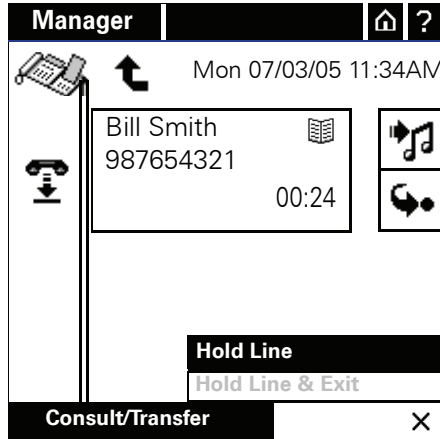 Manager ?
Mon 07/03/05 11:34AM
Bill Smith
987654321
00:24
Hold Line
Hold Line & Exit
Consult/Transfer